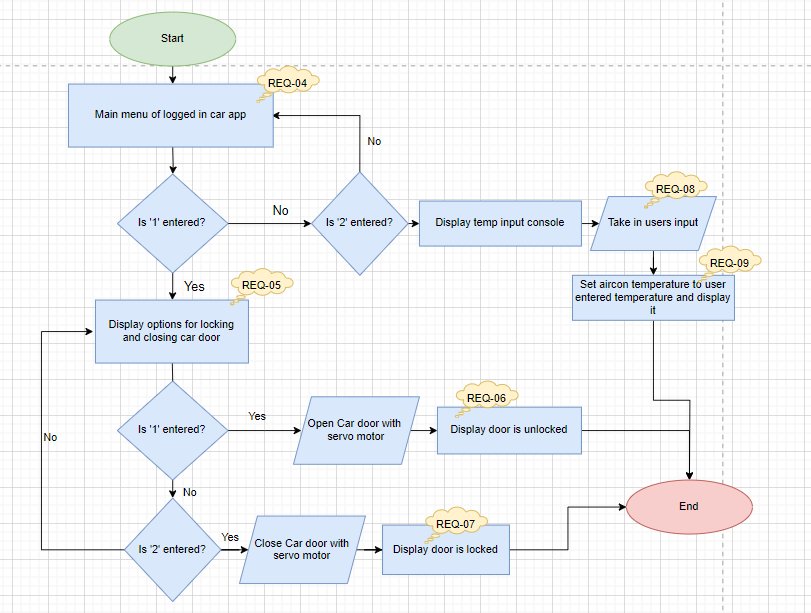 Start
REQ-04
Main menu of logged in car app
No
REQ-08
Is '1' entered?
No
Is '2' entered?
Display temp input console
Take in users input
REQ-09
Yes
REQ-05
Set aircon temperature to user
entered temperature and display
it
Display options for locking
and closing car door
REQ-06
Is '1' entered?
Yes
Open Car door with
servo motor
Display door is unlocked
No
No
REQ-07
End
Is '2' entered?
Yes
Close Car door with
servo motor
Display door is locked